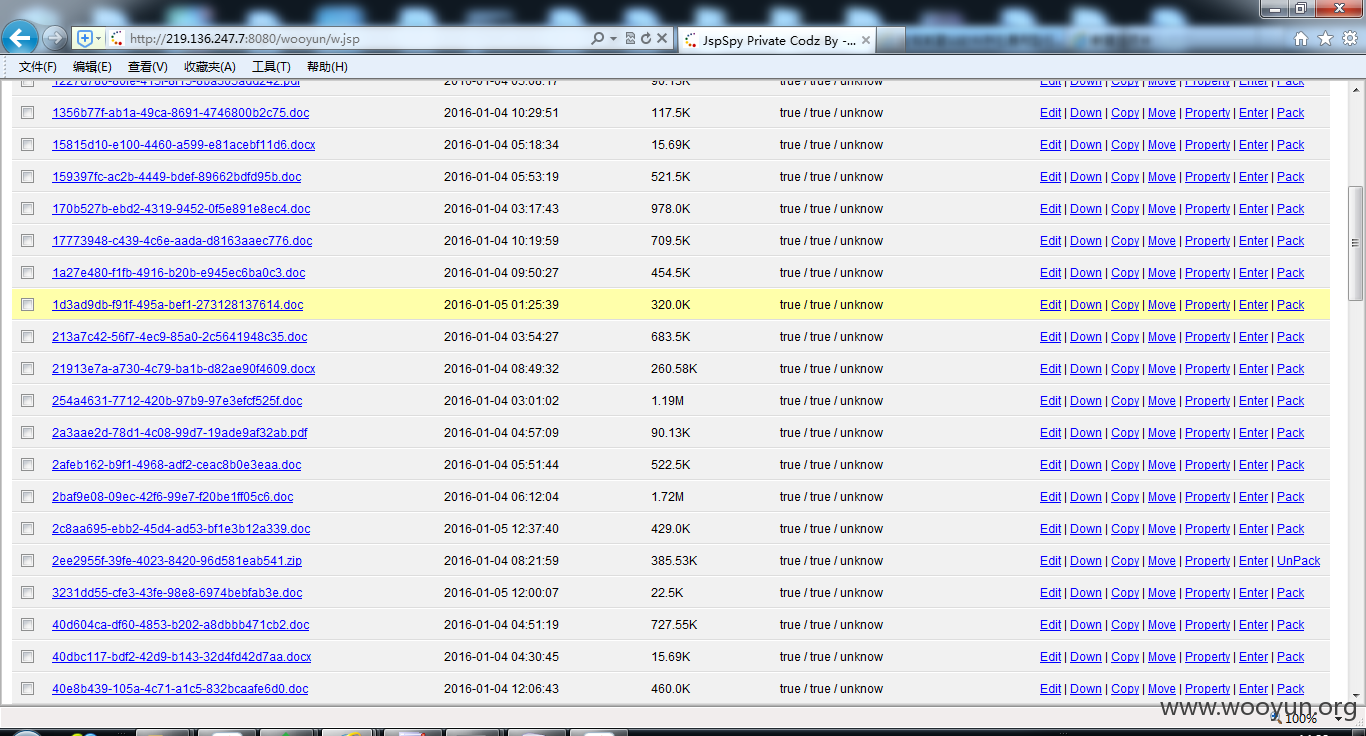 http://219.136.247.7:8080/wooyun/w.jsp JspSpy Private Codz By -...
文件(F) 编辑(E) 查看(V) 收藏夹(A) 工具(T) 帮助(H)
1356b77f-ab1a-49ca-8691-4746800b2c75.doc 2016-01-04 10:29:51 117.5K true / true / unknow Edit | Down | Copy | Move | Property | Enter | Pack
15815d10-e100-4460-a599-e81acebf11d6.docx 2016-01-04 05:18:34 15.69K true / true / unknow Edit | Down | Copy | Move | Property | Enter | Pack
159397fc-ac2b-4449-bdef-89662bdfd95b.doc 2016-01-04 05:53:19 521.5K true / true / unknow Edit | Down | Copy | Move | Property | Enter | Pack
170b527b-ebd2-4319-9452-0f5e891e8ec4.doc 2016-01-04 03:17:43 978.0K true / true / unknow Edit | Down | Copy | Move | Property | Enter | Pack
17773948-c439-4c6e-aada-d8163aaec776.doc 2016-01-04 10:19:59 709.5K true / true / unknow Edit | Down | Copy | Move | Property | Enter | Pack
1a27e480-f1fb-4916-b20b-e945ec6ba0c3.doc 2016-01-04 09:50:27 454.5K true / true / unknow Edit | Down | Copy | Move | Property | Enter | Pack
1d3ad9db-f91f-495a-bef1-273128137614.doc 2016-01-05 01:25:39 320.0K true / true / unknow Edit | Down | Copy | Move | Property | Enter | Pack
213a7c42-56f7-4ec9-85a0-2c5641948c35.doc 2016-01-04 03:54:27 683.5K true / true / unknow Edit | Down | Copy | Move | Property | Enter | Pack
21913e7a-a730-4c79-ba1b-d82ae90f4609.docx 2016-01-04 08:49:32 260.58K true / true / unknow Edit | Down | Copy | Move | Property | Enter | Pack
254a4631-7712-420b-97b9-97e3efcf525f.doc 2016-01-04 03:01:02 1.19M true / true / unknow Edit | Down | Copy | Move | Property | Enter | Pack
2a3aae2d-78d1-4c08-99d7-19ade9af32ab.pdf 2016-01-04 04:57:09 90.13K true / true / unknow Edit | Down | Copy | Move | Property | Enter | Pack
2afeb162-b9f1-4968-adf2-ceac8b0e3eaa.doc 2016-01-04 05:51:44 522.5K true / true / unknow Edit | Down | Copy | Move | Property | Enter | Pack
2baf9e08-09ec-42f6-99e7-f20be1ff05c6.doc 2016-01-04 06:12:04 1.72M true / true / unknow Edit | Down | Copy | Move | Property | Enter | Pack
2c8aa695-ebb2-45d4-ad53-bf1e3b12a339.doc 2016-01-05 12:37:40 429.0K true / true / unknow Edit | Down | Copy | Move | Property | Enter | Pack
2ee2955f-39fe-4023-8420-96d581eab541.zip 2016-01-04 08:21:59 385.53K true / true / unknow Edit | Down | Copy | Move | Property | Enter | UnPack
3231dd55-cfe3-43fe-98e8-6974bebfab3e.doc 2016-01-05 12:00:07 22.5K true / true / unknow Edit | Down | Copy | Move | Property | Enter | Pack
40d604ca-df60-4853-b202-a8dbbb471cb2.doc 2016-01-04 04:51:19 727.55K true / true / unknow Edit | Down | Copy | Move | Property | Enter | Pack
40dbc117-bdf2-42d9-b143-32d4fd42d7aa.docx 2016-01-04 04:30:45 15.69K true / true / unknow Edit | Down | Copy | Move | Property | Enter | Pack
40e8b439-105a-4c71-a1c5-832bcaafe6d0.doc 2016-01-04 12:06:43 460.0K true / true / unknow Edit | Down | Copy | Move | Property | Enter | Pack
www.wooyun.org
100%